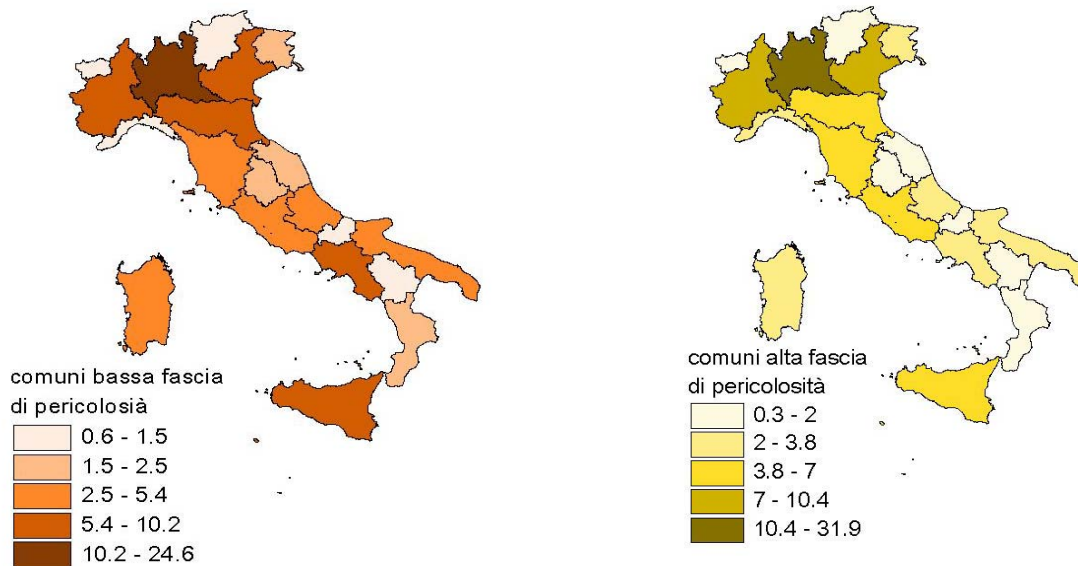 comuni bassa fascia
di pericolosià
0.6 - 1.5
1.5 - 2.5
2.5 - 5.4
5.4 - 10.2
10.2 - 24.6
comuni alta fascia
di pericolosità
0.3 - 2
2 - 3.8
3.8 - 7
7 - 10.4
10.4 - 31.9